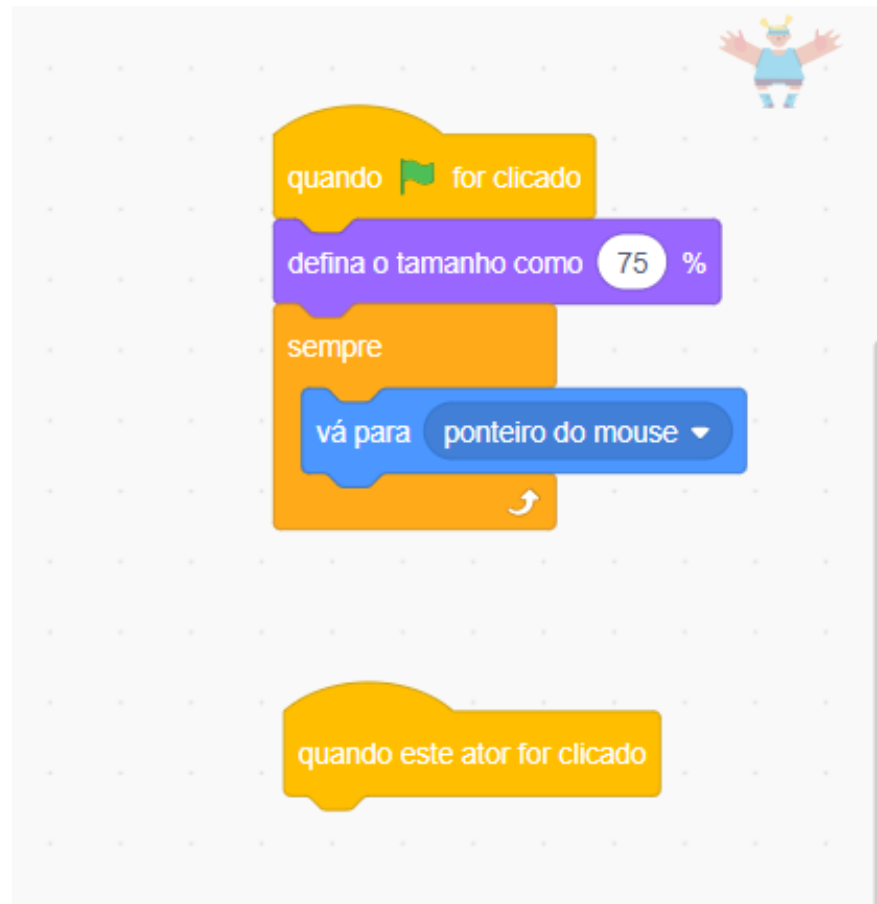 quando for clicado
defina o tamanho como 75 %
sempre
vá para ponteiro do mouse
quando este ator for clicado